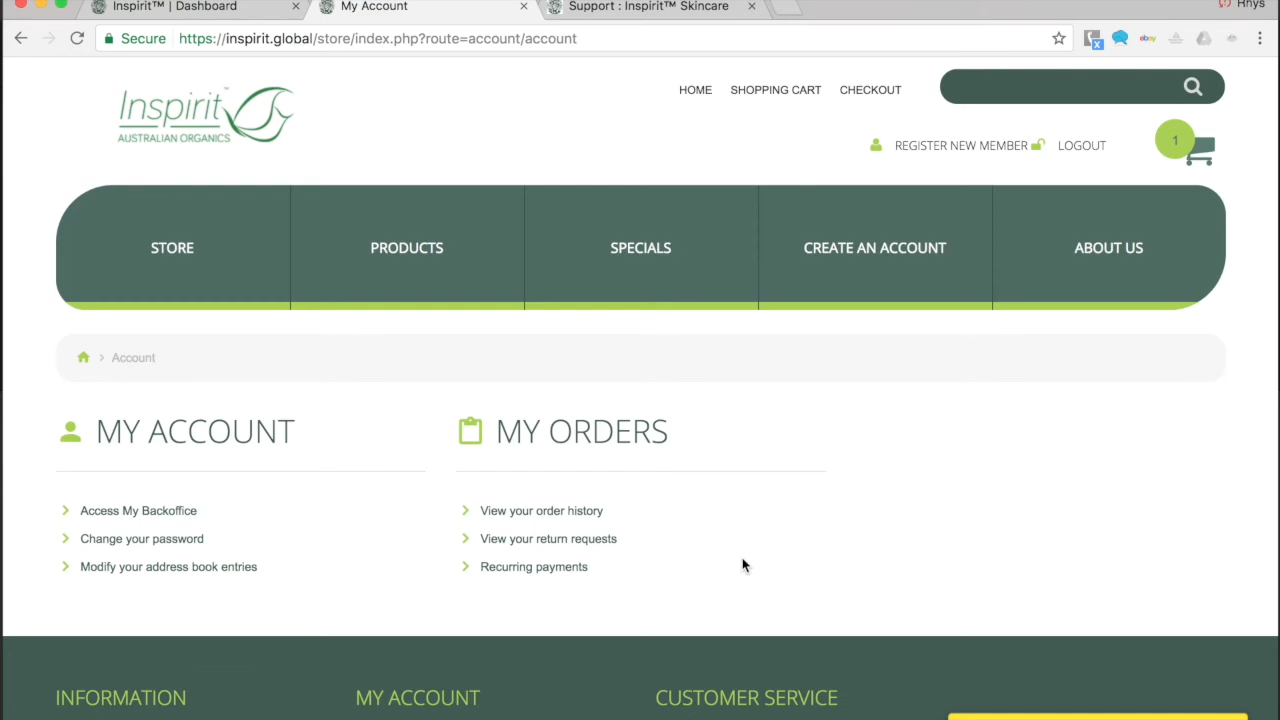 Inspirit™ | Dashboard × My Account × Support : Inspirit™ Skincare × Rhys
Secure https://inspirit.global/store/index.php?route=account/account
ebay
HOME SHOPPING CART CHECKOUT
Inspirit™
AUSTRALIAN ORGANICS
REGISTER NEW MEMBER LOGOUT 1
STORE PRODUCTS SPECIALS CREATE AN ACCOUNT ABOUT US
> Account
MY ACCOUNT MY ORDERS
Access My Backoffice View your order history
Change your password View your return requests
Modify your address book entries Recurring payments
INFORMATION MY ACCOUNT CUSTOMER SERVICE